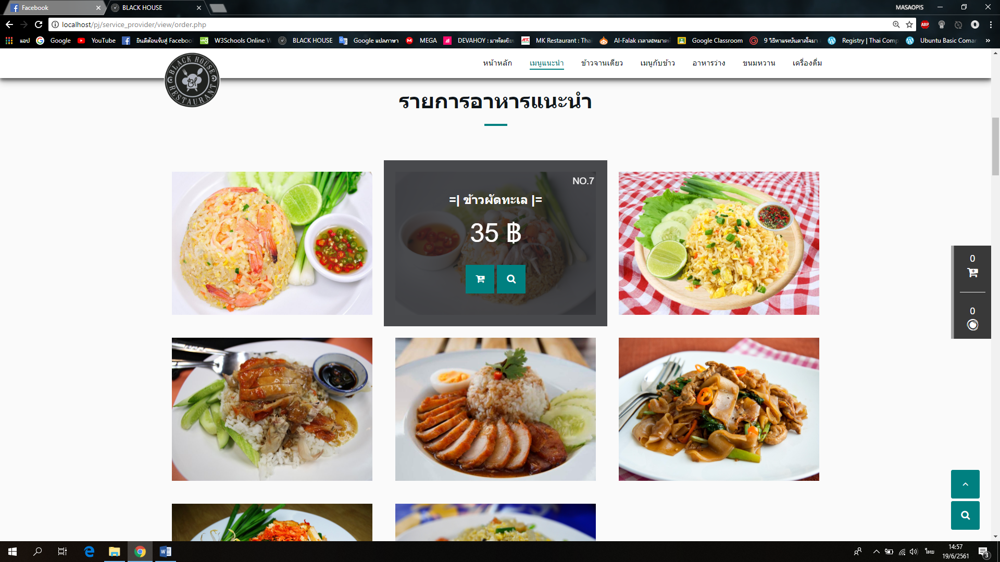 Facebook
BLACK HOUSE
MASAOPIS
localhost/pj/service_provider/view/order.php
ABP
แอป
Google
YouTube
ยินดีต้อนรับสู่ Faceboo
W3Schools Online W
BLACK HOUSE
Google แปลภาษา
MEGA
DEVAHOY : มาหัดเขีย
MK Restaurant : Tha
Al-Falak เวลาละหมาด
Google Classroom
9 วิธีหาแรงบันดาลใจมา
Registry | Thai Comp
Ubuntu Basic Coman
BLACK HOUSE
BH
RESTAURANT
หน้าหลัก
เมนูแนะนำ
ข้าวจานเดียว
เมนูกับข้าว
อาหารว่าง
ขนมหวาน
เครื่องดื่ม
รายการอาหารแนะนำ
NO.7
=| ข้าวผัดทะเล |=
35 ฿
0
0
ไทย
14:57
19/6/2561
3